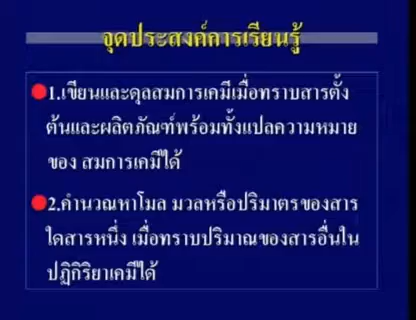 จุดประสงค์การเรียนรู้
1.เขียนและดุลสมการเคมีเมื่อทราบสารตั้ง
ต้นและผลิตภัณฑ์พร้อมทั้งแปลความหมาย
ของ สมการเคมีได้
2.คำนวณหาโมล มวลหรือปริมาตรของสาร
ใดสารหนึ่ง เมื่อทราบปริมาณของสารอื่นใน
ปฏิกิริยาเคมีได้